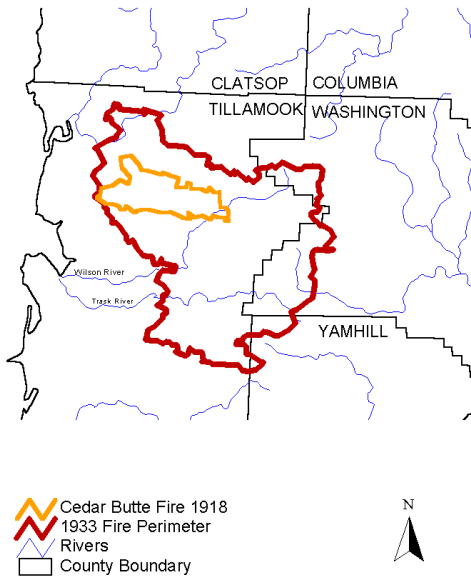 CLATSOP COLUMBIA
TILLAMOOK WASHINGTON
Wilson River
Trask River
YAMHILL
Cedar Butte Fire 1918
1933 Fire Perimeter
Rivers
County Boundary
N